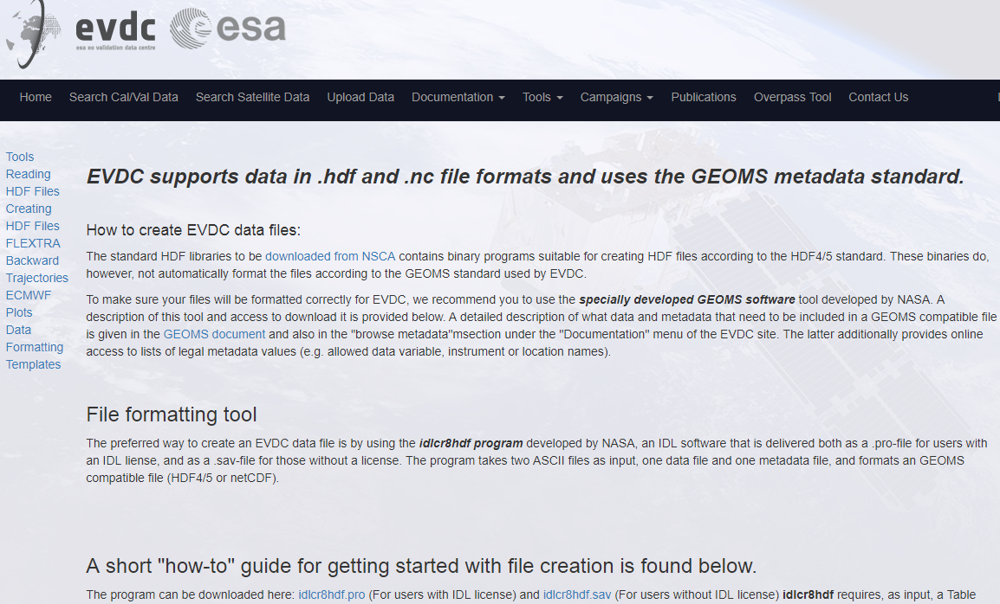 evdc
esa eo validation data centre
esa
Home Search Cal/Val Data Search Satellite Data Upload Data Documentation Tools Campaigns Publications Overpass Tool Contact Us
Tools
Reading
HDF Files
Creating
HDF Files
FLEXTRA
Backward
Trajectories
ECMWF
Plots
Data
Formatting
Templates
EVDC supports data in .hdf and .nc file formats and uses the GEOMS metadata standard.
How to create EVDC data files:
The standard HDF libraries to be downloaded from NSCA contains binary programs suitable for creating HDF files according to the HDF4/5 standard. These binaries do,
however, not automatically format the files according to the GEOMS standard used by EVDC.
To make sure your files will be formatted correctly for EVDC, we recommend you to use the specially developed GEOMS software tool developed by NASA. A
description of this tool and access to download it is provided below. A detailed description of what data and metadata that need to be included in a GEOMS compatible file
is given in the GEOMS document and also in the "browse metadata"msection under the "Documentation" menu of the EVDC site. The latter additionally provides online
access to lists of legal metadata values (e.g. allowed data variable, instrument or location names).
File formatting tool
The preferred way to create an EVDC data file is by using the idlcr8hdf program developed by NASA, an IDL software that is delivered both as a .pro-file for users with
an IDL liense, and as a .sav-file for those without a license. The program takes two ASCII files as input, one data file and one metadata file, and formats an GEOMS
compatible file (HDF4/5 or netCDF).
A short "how-to" guide for getting started with file creation is found below.
The program can be downloaded here: idlcr8hdf.pro (For users with IDL license) and idlcr8hdf.sav (For users without IDL license) idlcr8hdf requires, as input, a Table